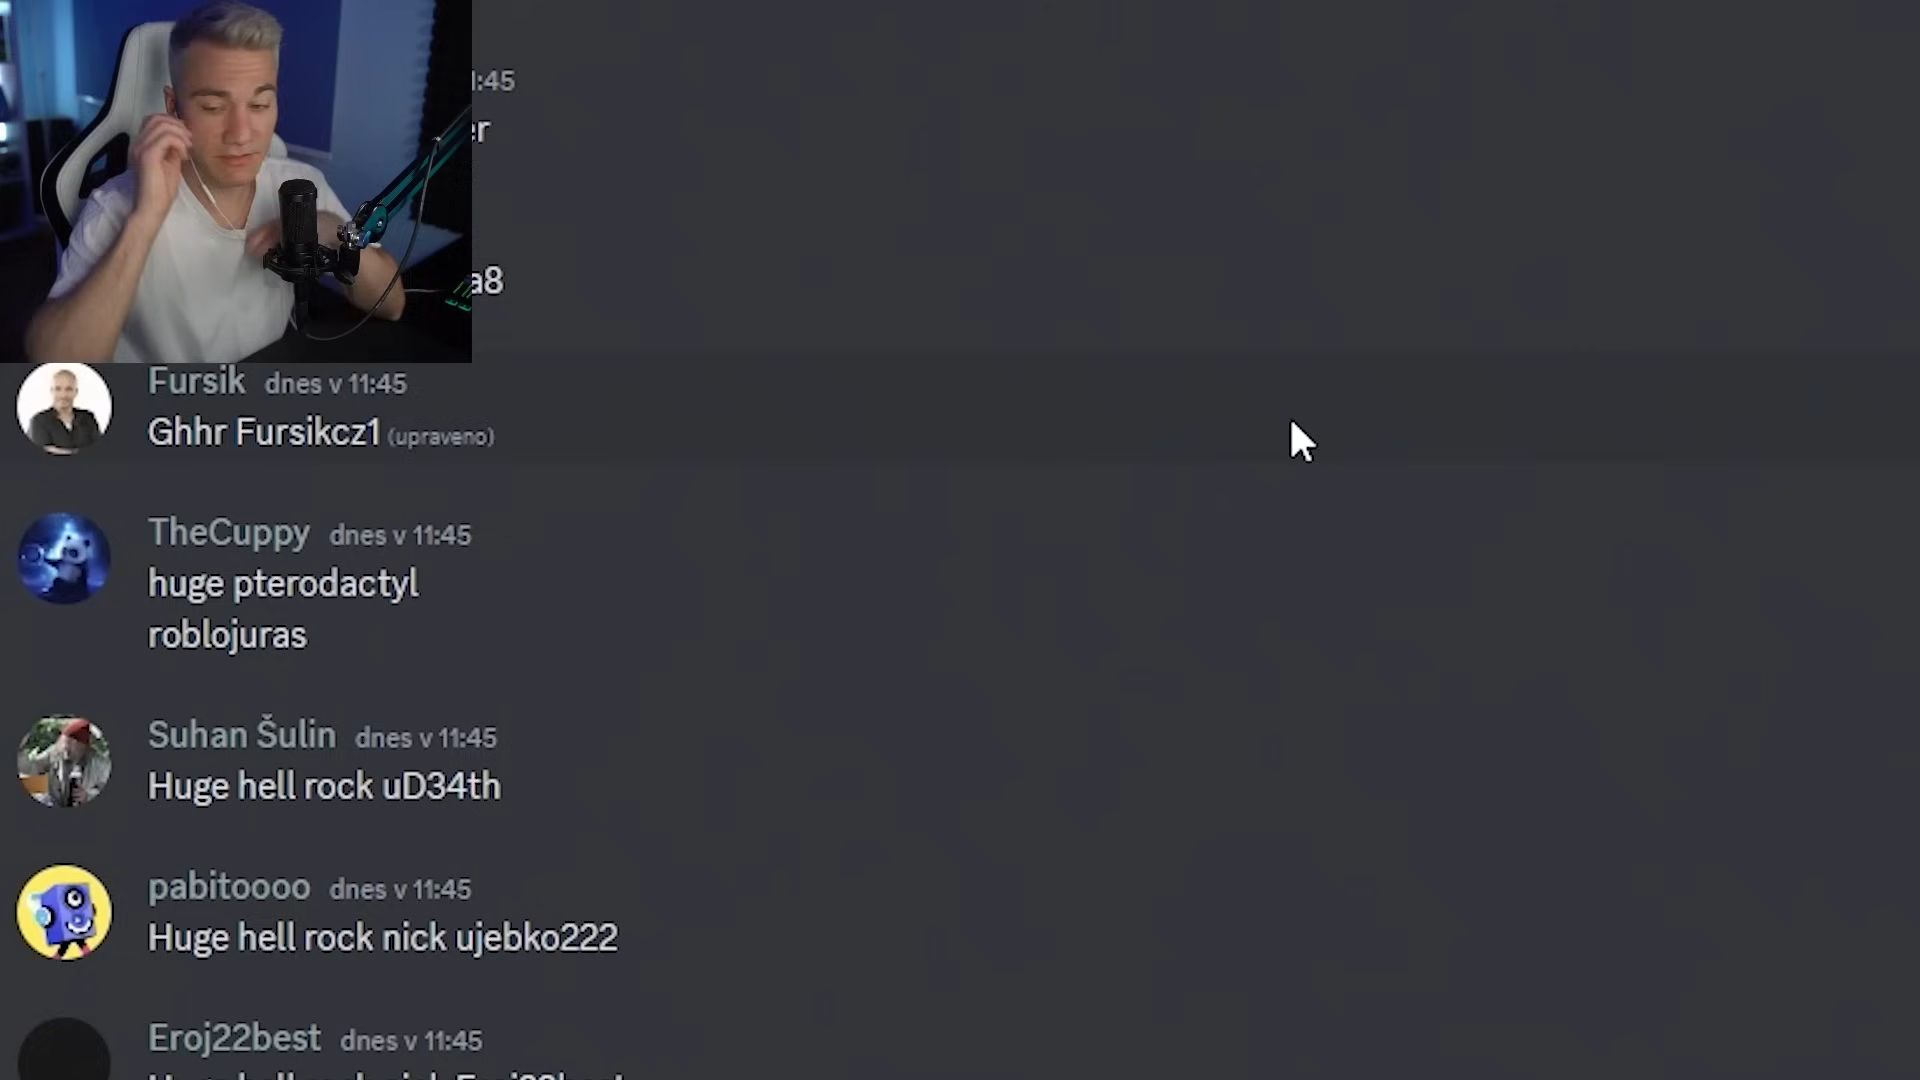 :45
er
a8
Fursik dnes v 11:45
Ghhr Fursikcz1 (upraveno)
TheCuppy dnes v 11:45
huge pterodactyl
roblojuras
Suhan Šulin dnes v 11:45
Huge hell rock uD34th
pabitoooo dnes v 11:45
Huge hell rock nick ujebko222
Eroj22best dnes v 11:45